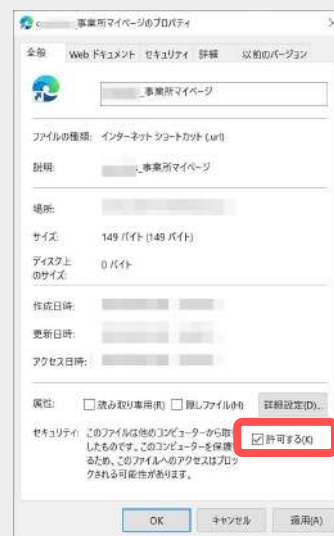 _事業所マイページのプロパティ
全般 Web ドキュメント セキュリティ 詳細 以前のバージョン
_事業所マイページ
ファイルの種類: インターネット ショートカット (.url)
説明: _事業所マイページ
場所:
サイズ: 149 バイト (149 バイト)
ディスク上
のサイズ: 0 バイト
作成日時:
更新日時:
アクセス日時:
属性: 読み取り専用(R) 隠しファイル(H) 詳細設定(D)...
セキュリティ: このファイルは他のコンピューターから取
したものです。このコンピューターを保護
るため、このファイルへのアクセスはブロッ
クされる可能性があります。
許可する(K)
OK キャンセル 適用(A)